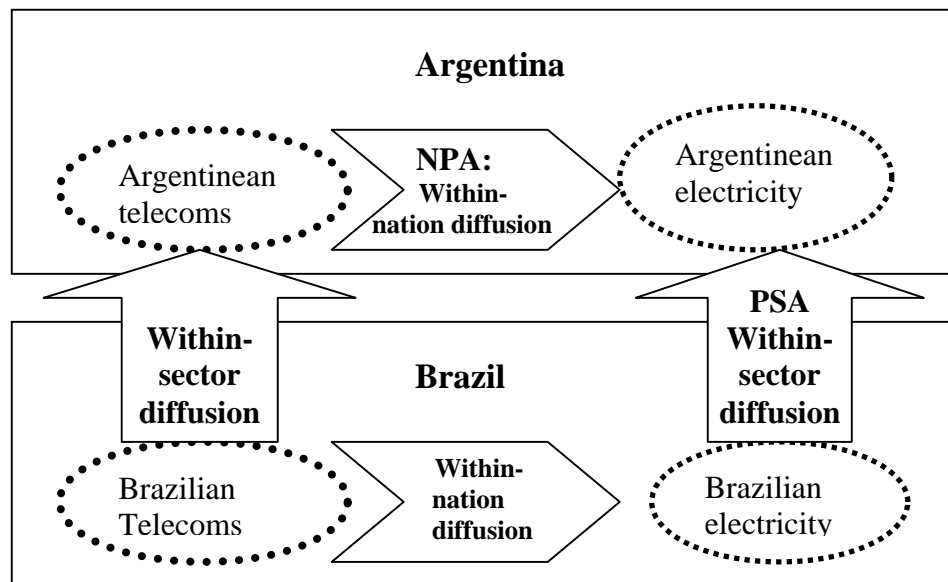 Argentina
Argentinean
telecoms
NPA:
Within-
nation diffusion
Argentinean
electricity
Within-
sector
diffusion
PSA
Within-
sector
diffusion
Brazil
Brazilian
Telecoms
Within-
nation
diffusion
Brazilian
electricity